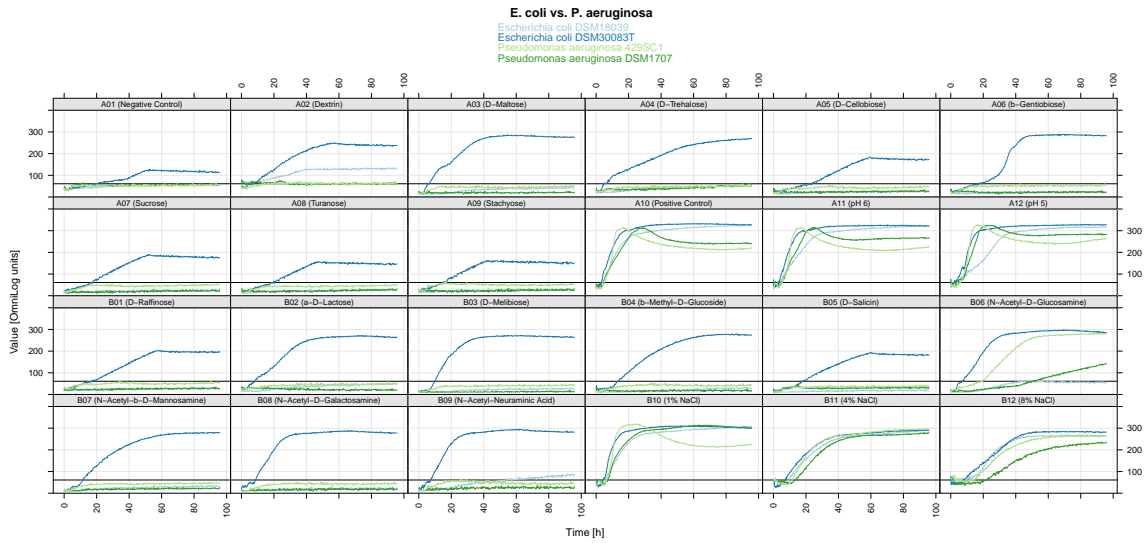 E. coli vs. P. aeruginosa
Escherichia coli DSM18039
Escherichia coli DSM30083T
Pseudomonas aeruginosa 429SC1
Pseudomonas aeruginosa DSM1707
0 20 40 60 80 100 0 20 40 60 80 100 0 20 40 60 80 100
A01 (Negative Control) A02 (Dextrin) A03 (D−Maltose) A04 (D−Trehalose) A05 (D−Cellobiose) A06 (b−Gentiobiose)
300
200
100
A07 (Sucrose) A08 (Turanose) A09 (Stachyose) A10 (Positive Control) A11 (pH 6) A12 (pH 5)
300
200
100
B01 (D−Raffinose) B02 (a−D−Lactose) B03 (D−Melibiose) B04 (b−Methyl−D−Glucoside) B05 (D−Salicin) B06 (N−Acetyl−D−Glucosamine)
300
200
100
B07 (N−Acetyl−b−D−Mannosamine) B08 (N−Acetyl−D−Galactosamine) B09 (N−Acetyl−Neuraminic Acid) B10 (1% NaCl) B11 (4% NaCl) B12 (8% NaCl)
300
200
100
0 20 40 60 80 100 0 20 40 60 80 100 0 20 40 60 80 100
Time [h]
Value [OmniLog units]